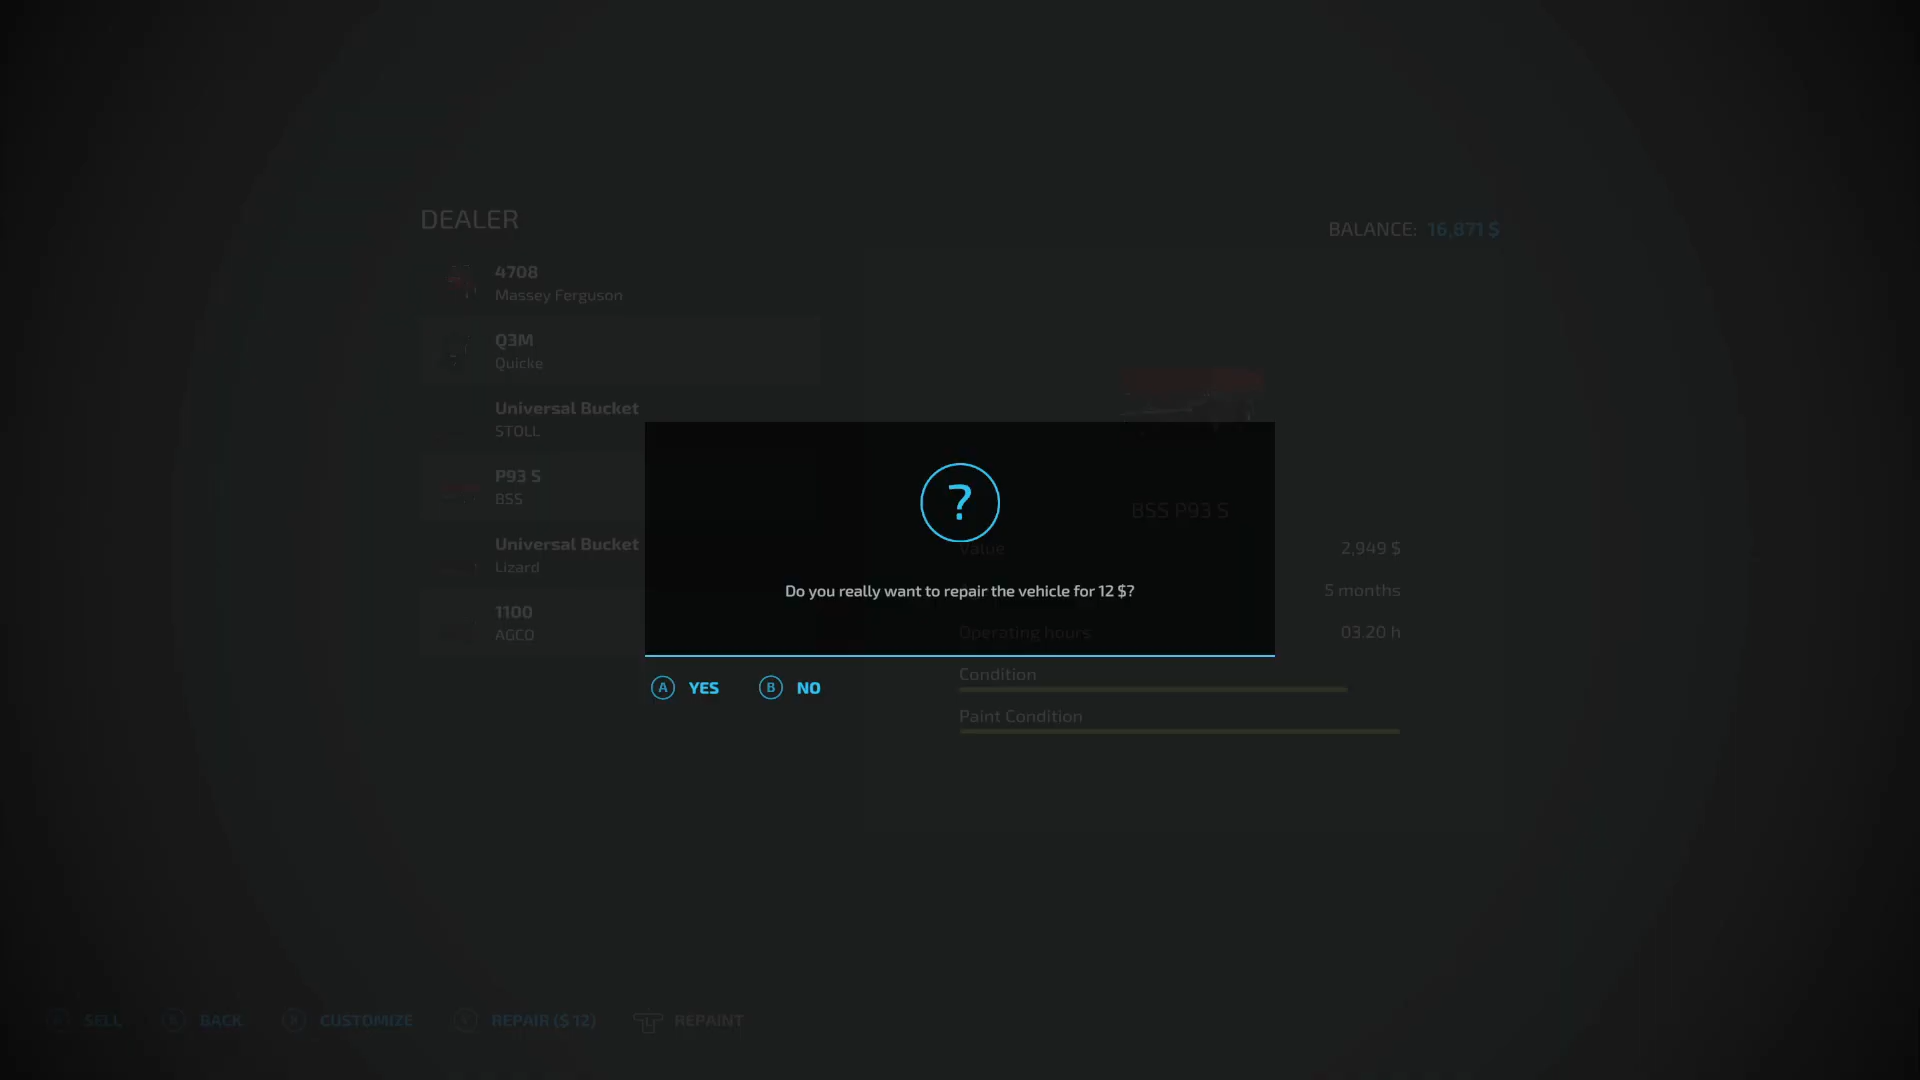 DEALER
BALANCE: 16,871 $
4708
Massey Ferguson
Q3M
Quicke
Universal Bucket
STOLL
P93 S
BSS
Universal Bucket
Lizard
1100
AGCO
?
BSS P93 S
Value 2,949 $
5 months
Do you really want to repair the vehicle for 12 $?
Operating hours 03.20 h
Condition
Paint Condition
A YES B NO
SELL BACK X CUSTOMIZE Y REPAIR ($ 12) LT REPAINT